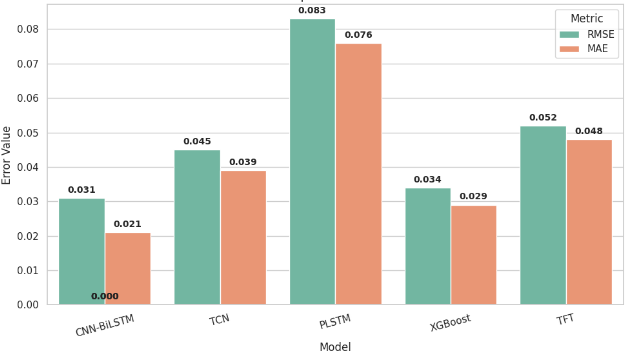 0.083
Metric
RMSE
MAE
0.08
0.076
0.07
0.06
0.052
0.048
0.05
0.045
0.039
0.04
0.034
0.031
0.029
0.03
0.021
0.02
0.01
0.000
0.00
Error Value
CNN-BiLSTM
TCN
PLSTM
XGBoost
TFT
Model